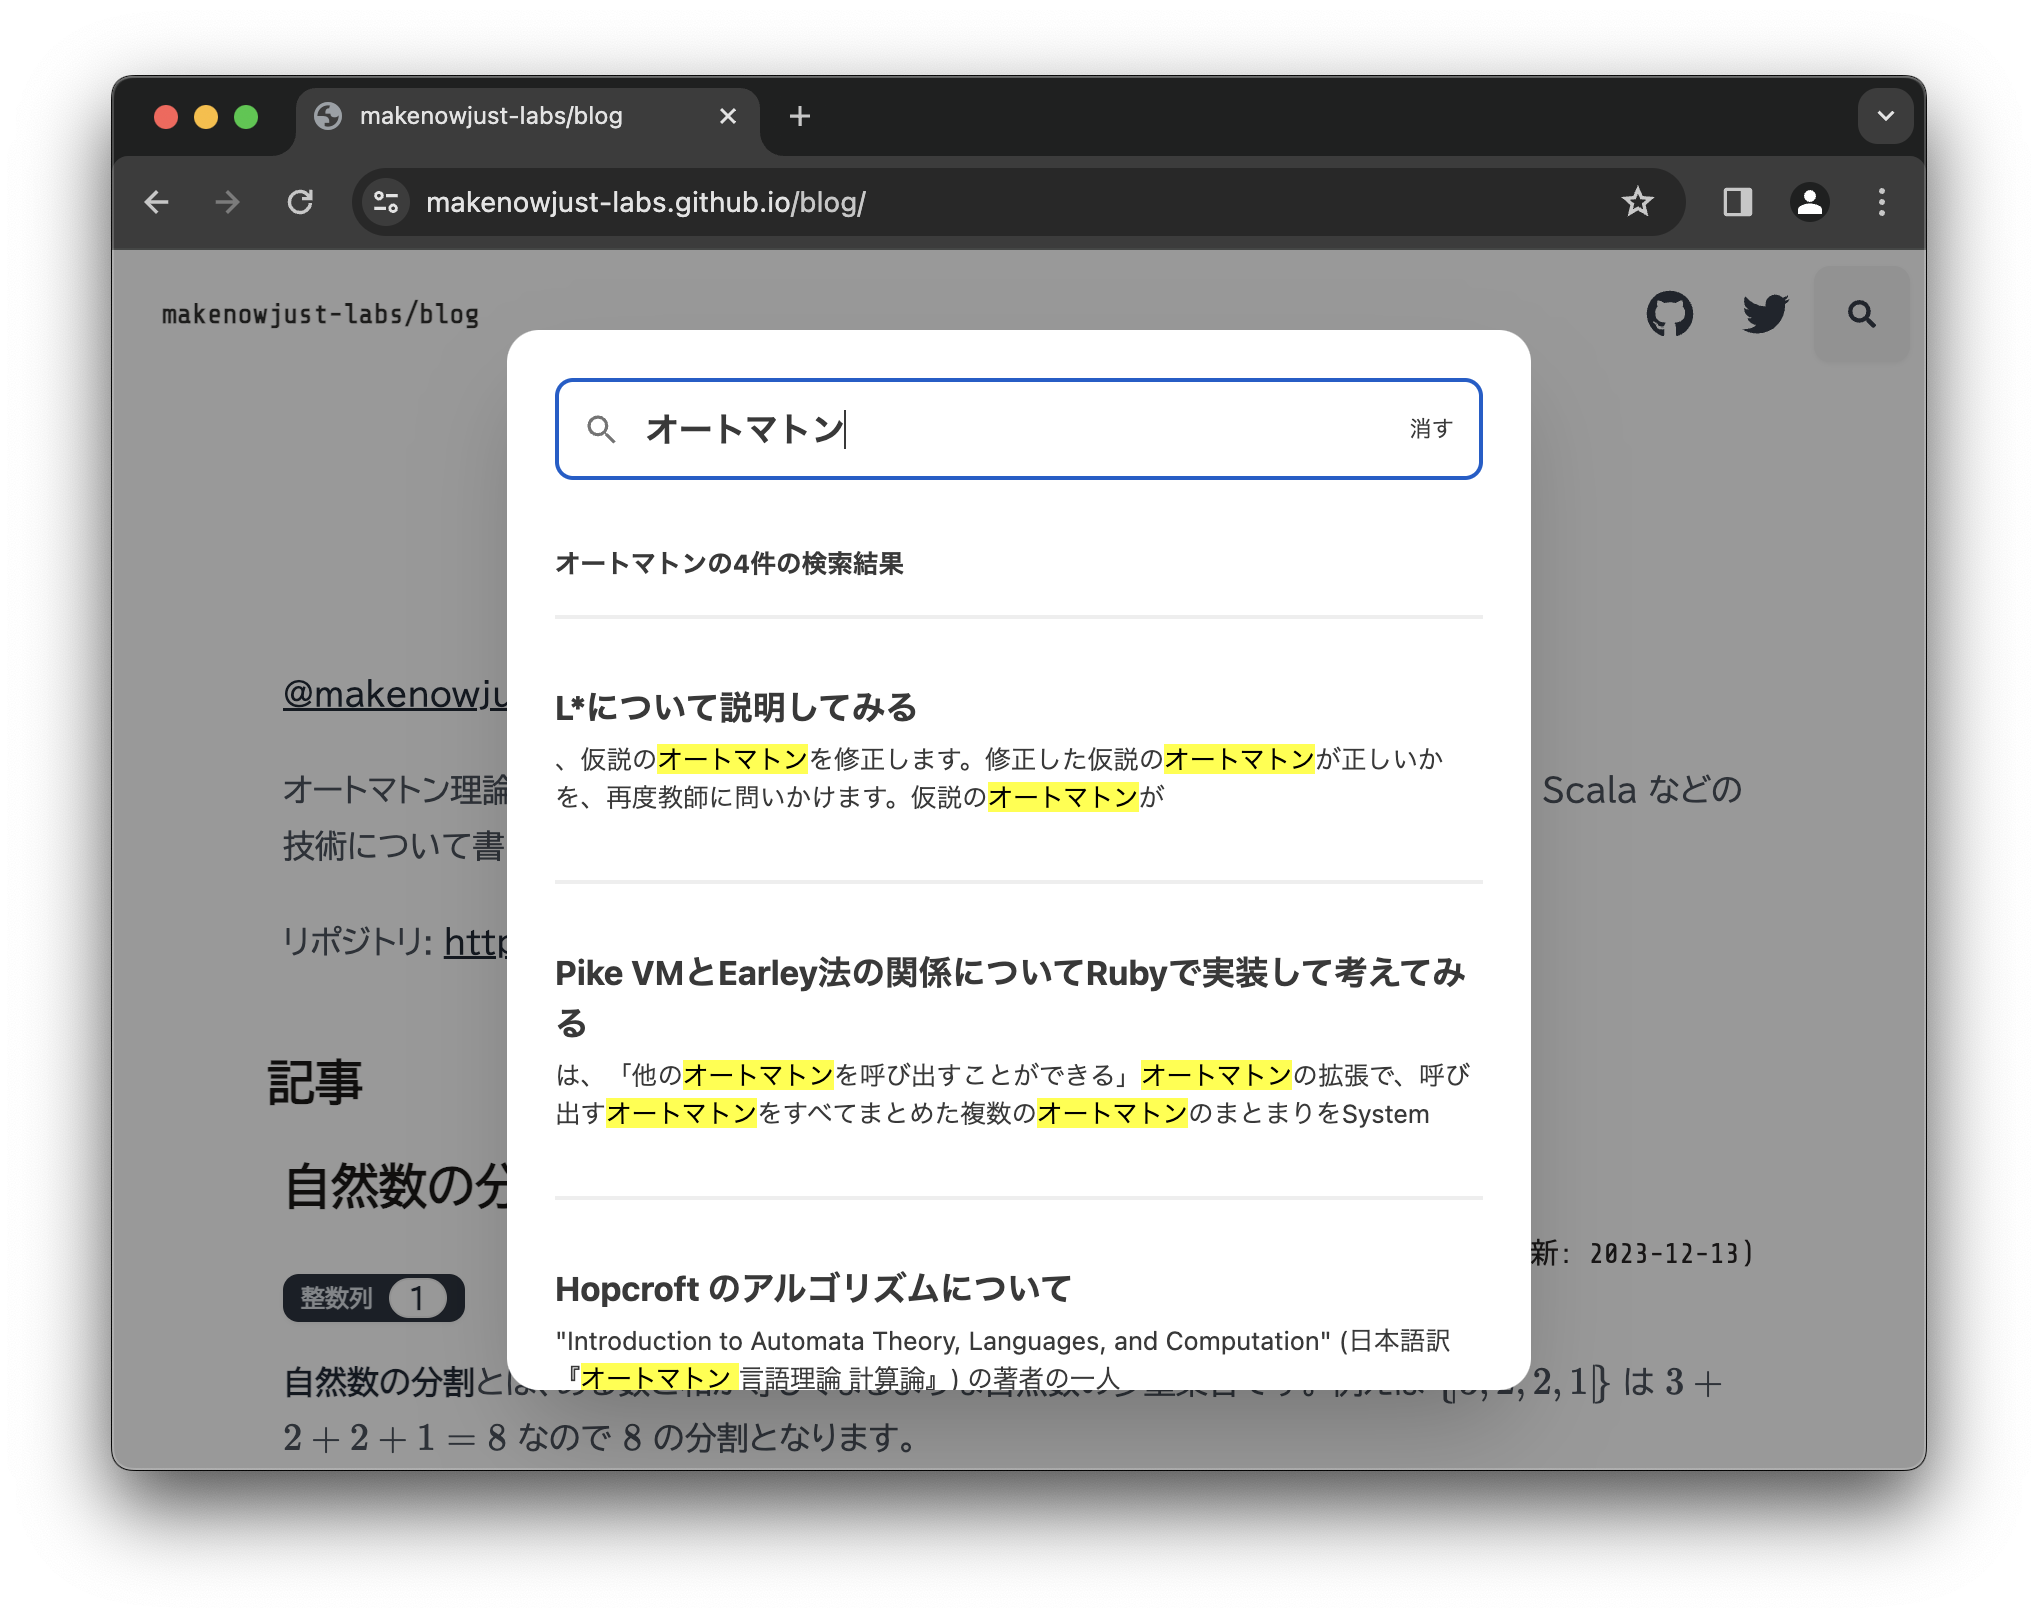 makenowjust-labs/blog
makenowjust-labs.github.io/blog/
makenowjust-labs/blog
オートマトン
消す
オートマトンの4件の検索結果
L*について説明してみる
、仮説のオートマトンを修正します。修正した仮説のオートマトンが正しいか
を、再度教師に問いかけます。仮説のオートマトンが
Pike VMとEarley法の関係についてRubyで実装して考えてみ
る
は、「他のオートマトンを呼び出すことができる」オートマトンの拡張で、呼び
出すオートマトンをすべてまとめた複数のオートマトンのまとまりをSystem
Hopcroft のアルゴリズムについて
"Introduction to Automata Theory, Languages, and Computation" (日本語訳
『オートマトン 言語理論 計算論』) の著者の一人
@makenowju
オートマトン理論
Scala などの
技術について書
リポジトリ: http
記事
自然数の分
新: 2023-12-13)
整数列 1
自然数の分割とは、
2, 1]} は 3 +
2 + 2 + 1 = 8 なので 8 の分割となります。